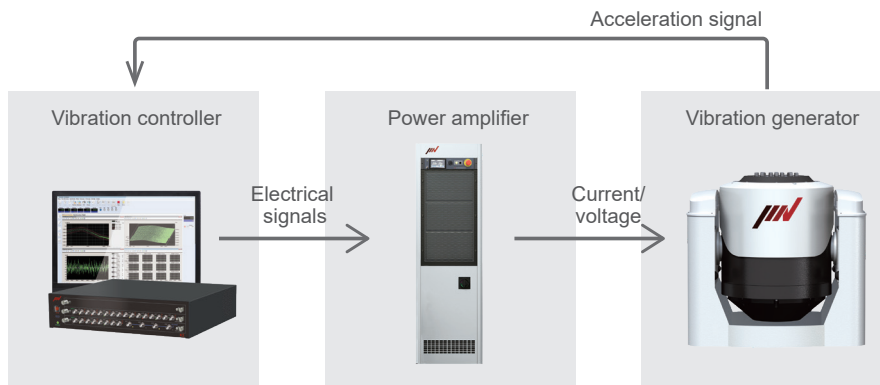 Acceleration signal
Vibration controller
Power amplifier
Vibration generator
Electrical
signals
Current/
voltage